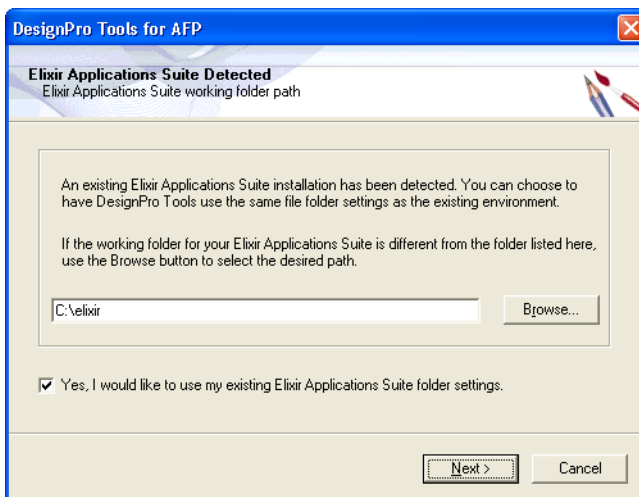 DesignPro Tools for AFP
Elixir Applications Suite Detected
Elixir Applications Suite working folder path
An existing Elixir Applications Suite installation has been detected. You can choose to
have DesignPro Tools use the same file folder settings as the existing environment.
If the working folder for your Elixir Applications Suite is different from the folder listed here,
use the Browse button to select the desired path.
C:\elixir
Browse...
Yes, I would like to use my existing Elixir Applications Suite folder settings.
Next >
Cancel